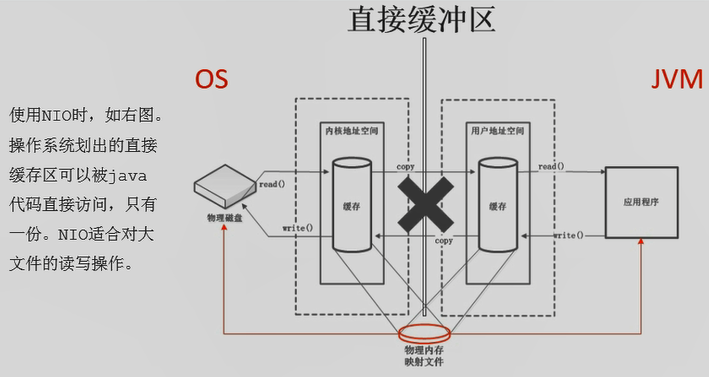 直接缓冲区
OS
JVM
使用NIO时，如右图。
操作系统划出的直接
缓存区可以被java
代码直接访问，只有
一份。NIO适合对大
文件的读写操作。
内核地址空间
用户地址空间
copy
read()
read()
缓存
缓存
应用程序
物理磁盘
write()
copy
write()
物理内存
映射文件